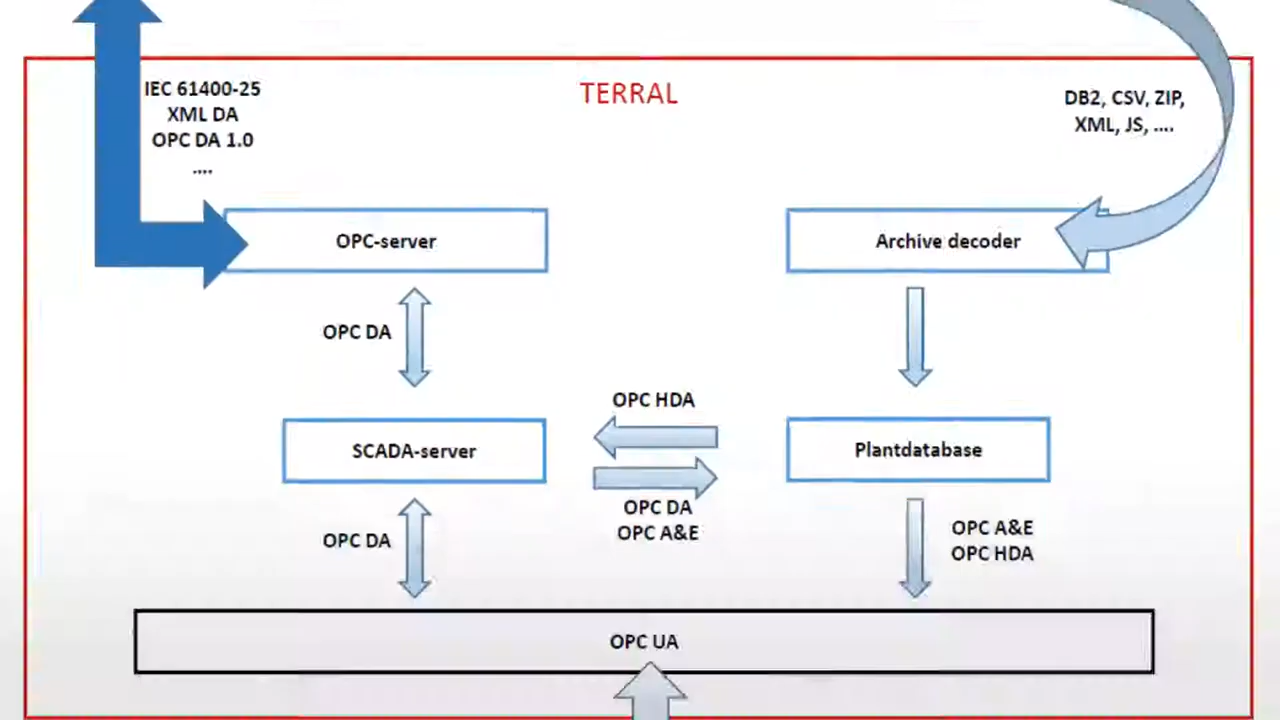 TERRAL
IEC 61400-25
XML DA
OPC DA 1.0
....
DB2, CSV, ZIP,
XML, JS, ....
OPC-server
Archive decoder
OPC DA
OPC HDA
SCADA-server
Plantdatabase
OPC DA
OPC A&E
OPC DA
OPC A&E
OPC HDA
OPC UA